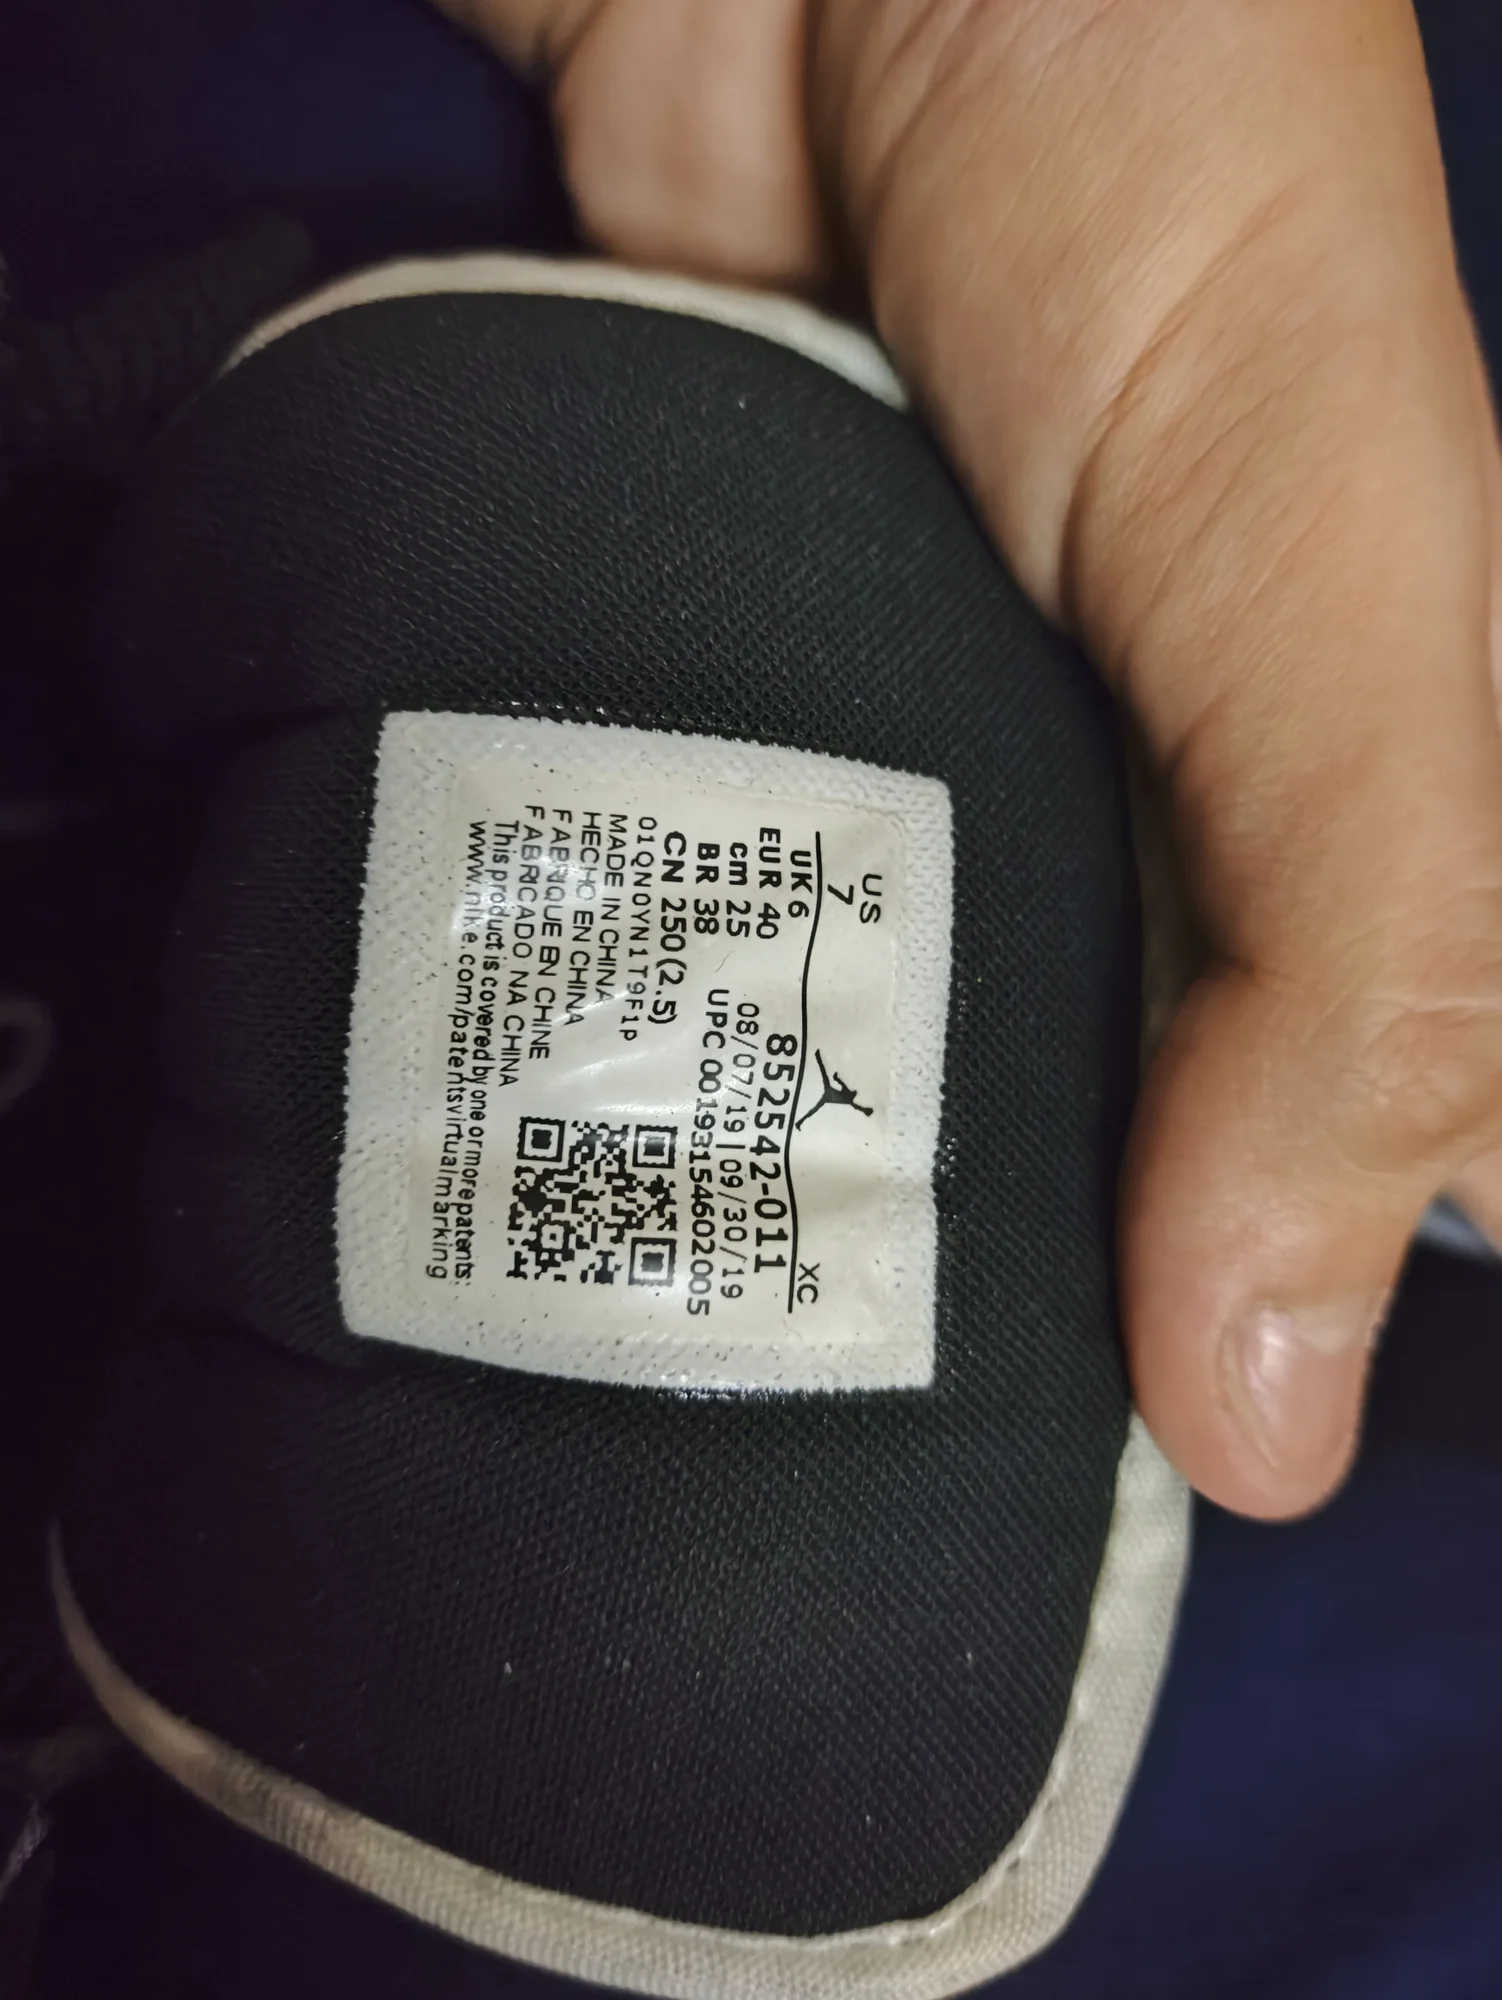 US
7
XC
UK 6
EUR 40
cm 25
BR 38
CN 250 (2.5)
852542-011
08/07/19 | 09/30/19
UPC 00193154602005
01QN0YN1T9F1P
MADE IN CHINA
HECHO EN CHINA
FABRIQUE EN CHINE
FABRICADO NA CHINA
This product is covered by one or more patents:
www.nike.com/patentsvirtualmarking